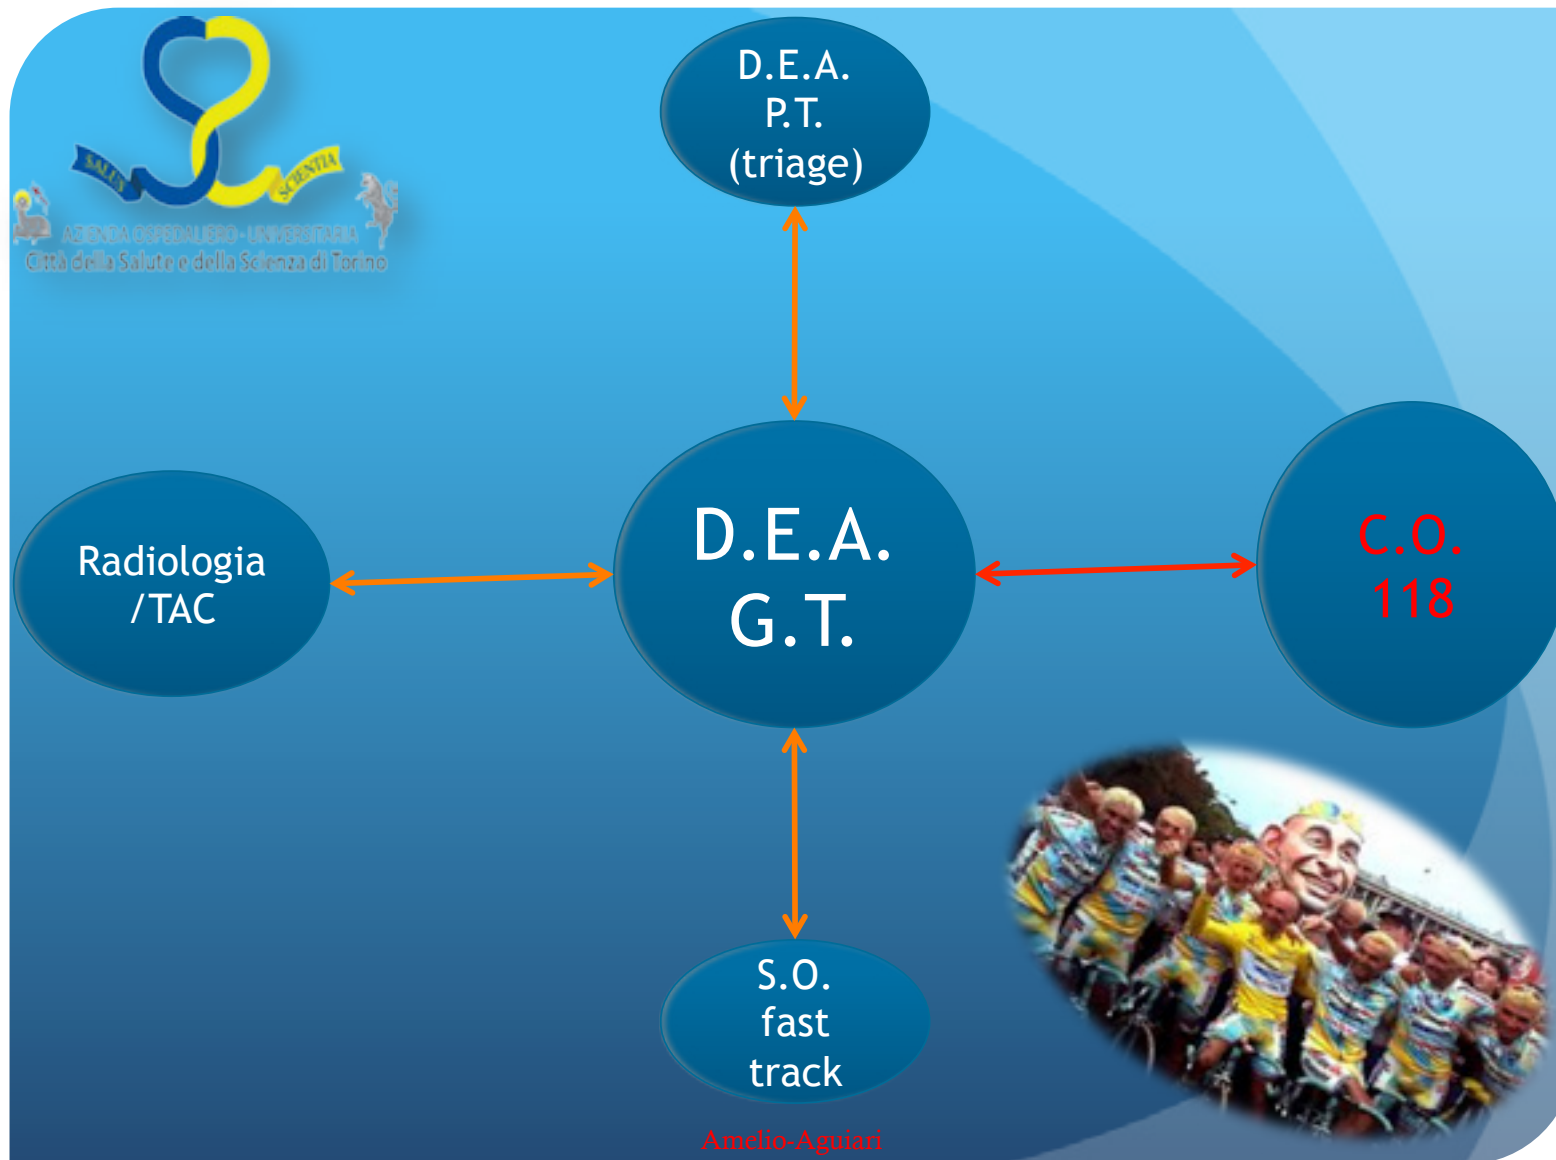 SALUS
SCIENTIA
AZIENDA OSPEDALIERO - UNIVERSITARIA
Città della Salute e della Scienza di Torino
D.E.A.
P.T.
(triage)
Radiologia
/TAC
D.E.A.
G.T.
C.O.
118
S.O.
fast
track
Amelio-Aguiari